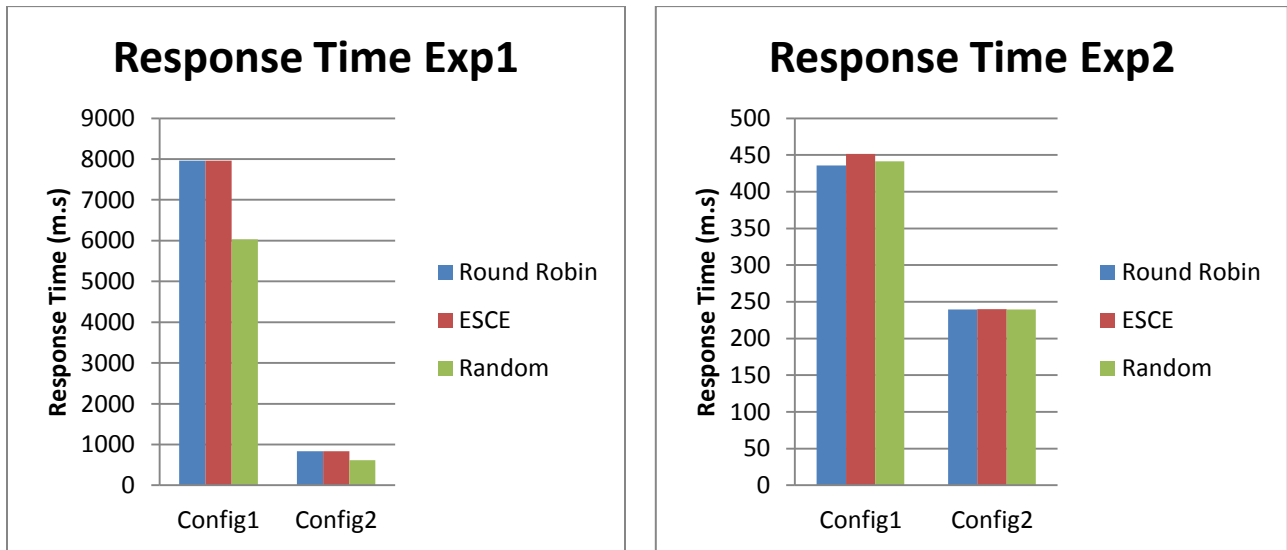 Response Time Exp1
Response Time (m.s)
9000
8000
7000
6000
5000
4000
3000
2000
1000
0
Config1 Config2
Round Robin
ESCE
Random
Response Time Exp2
Response Time (m.s)
500
450
400
350
300
250
200
150
100
50
0
Config1 Config2
Round Robin
ESCE
Random